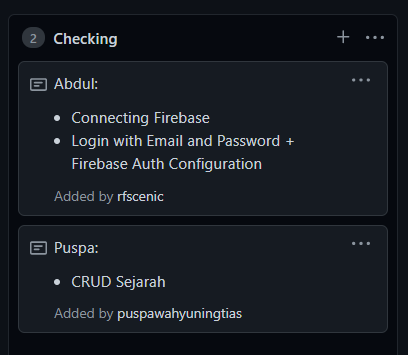 2 Checking
Abdul:
Connecting Firebase
Login with Email and Password +
Firebase Auth Configuration
Added by rfscenic
Puspa:
CRUD Sejarah
Added by puspawahyuningtias